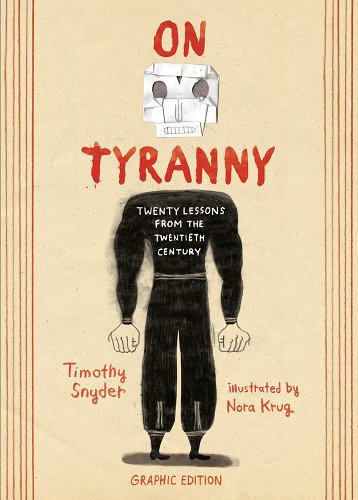 ON
TYRANNY
TWENTY LESSONS
FROM THE
TWENTIETH
CENTURY
Timothy
Snyder
illustrated by
Nora Krug
GRAPHIC EDITION